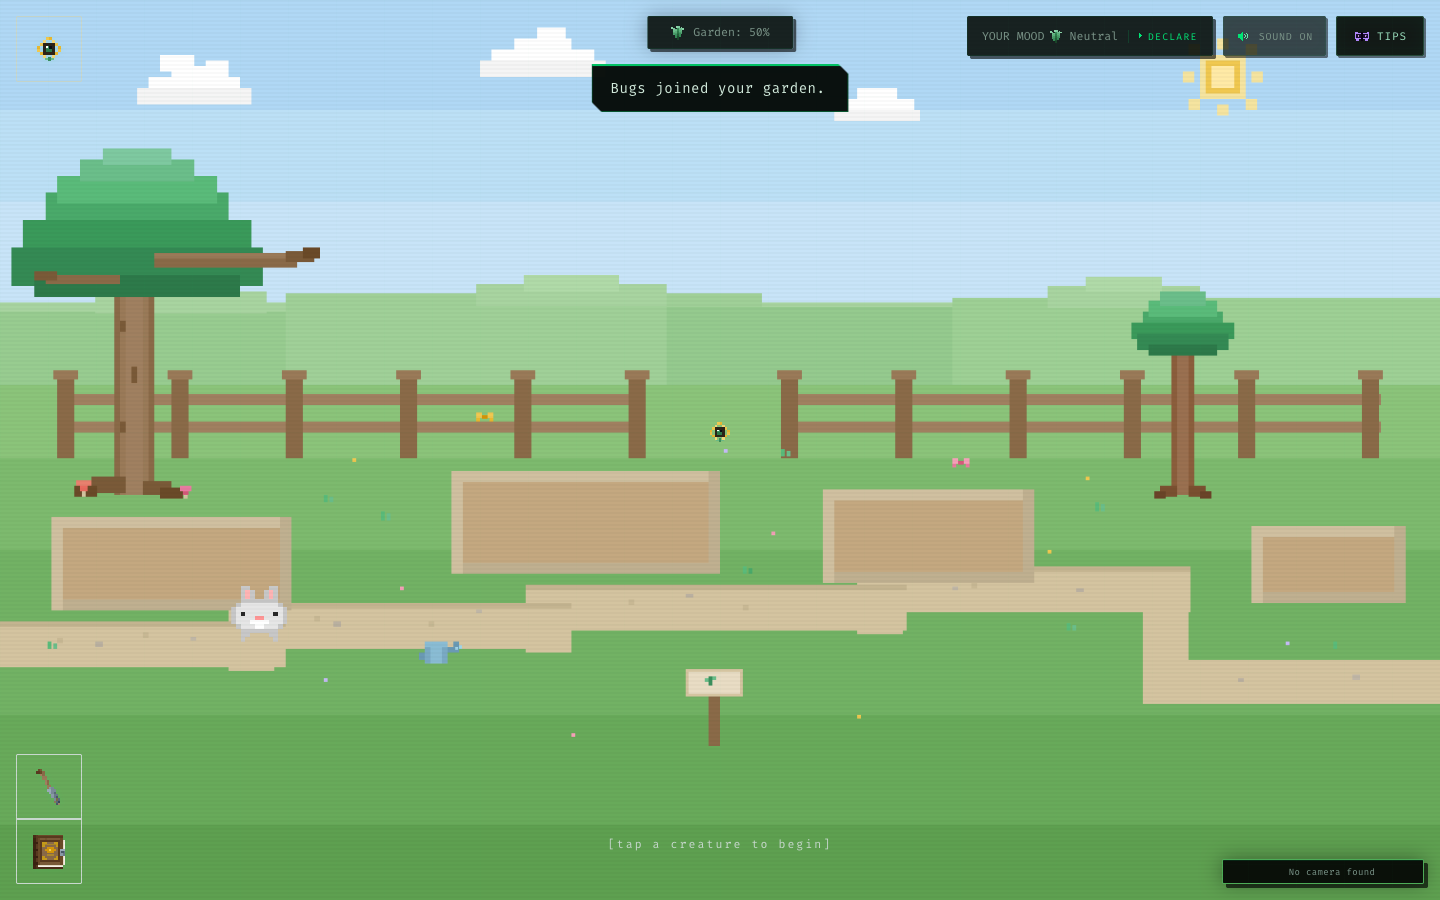 Garden: 50%
YOUR MOOD Neutral DECLARE
SOUND ON
TIPS
Bugs joined your garden.
[tap a creature to begin]
No camera found